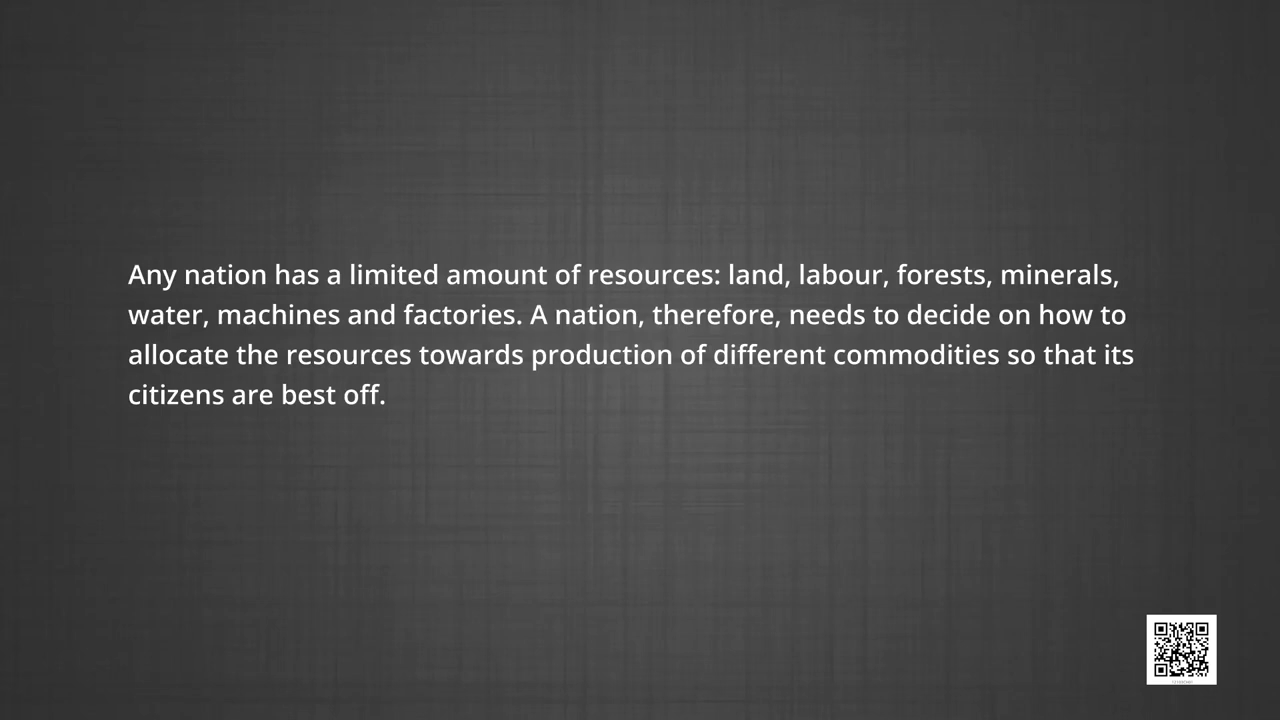 Any nation has a limited amount of resources: land, labour, forests, minerals,
water, machines and factories. A nation, therefore, needs to decide on how to
allocate the resources towards production of different commodities so that its
citizens are best off.